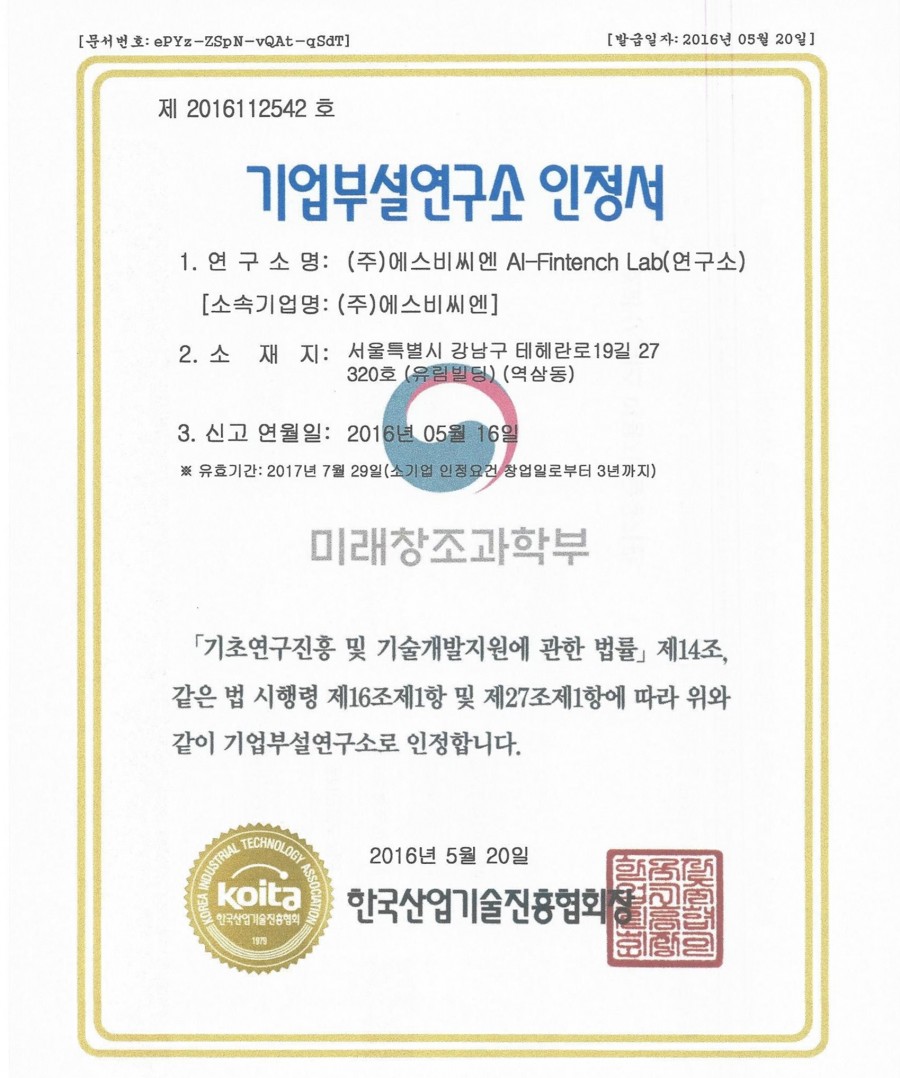 [문서번호: ePYz-ZSpN-vQAt-qSdT]
[발급일자: 2016년 05월 20일]
제 2016112542 호
기업부설연구소 인정서
1. 연 구 소 명: (주)에스비씨엔 AI-Fintench Lab(연구소)
[소속기업명: (주)에스비씨엔]
2. 소 재 지: 서울특별시 강남구 테헤란로19길 27
320호 (유림빌딩) (역삼동)
3. 신고 연월일: 2016년 05월 16일
※ 유효기간: 2017년 7월 29일(소기업 인정요건 창업일로부터 3년까지)
미래창조과학부
「기초연구진흥 및 기술개발지원에 관한 법률」 제14조,
같은 법 시행령 제16조제1항 및 제27조제1항에 따라 위와
같이 기업부설연구소로 인정합니다.
2016년 5월 20일
한국산업기술진흥협회장
KOREA INDUSTRIAL TECHNOLOGY ASSOCIATION
koita
한국산업기술진흥협회
1979